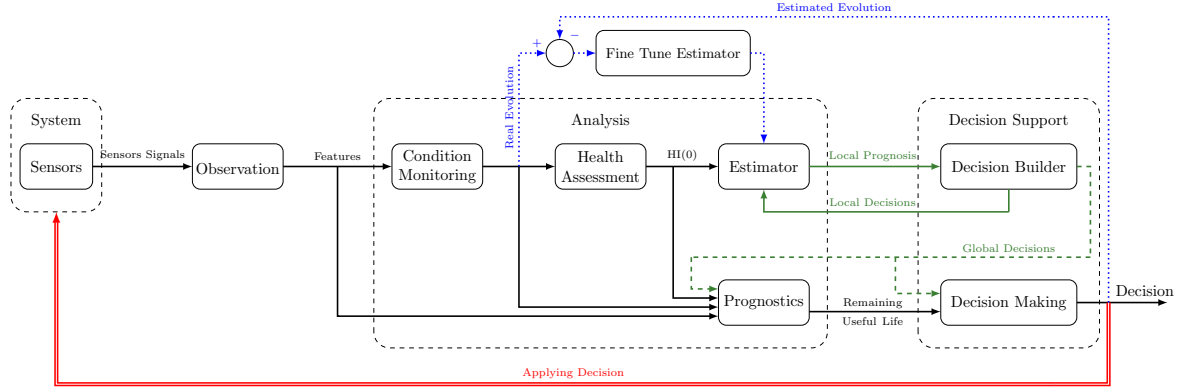 Estimated Evolution
+
−
Fine Tune Estimator
Real Evolution
System
Analysis
Decision Support
Sensors
Sensors Signals
Observation
Features
Condition
Monitoring
Health
Assessment
HI(0)
Estimator
Local Prognosis
Decision Builder
Local Decisions
Global Decisions
Prognostics
Remaining
Useful Life
Decision Making
Decision
Applying Decision